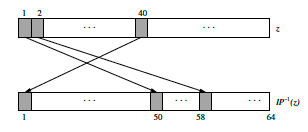 1 2 40
... ...
z
... ... ...
IP⁻¹(z)
1 50 58 64